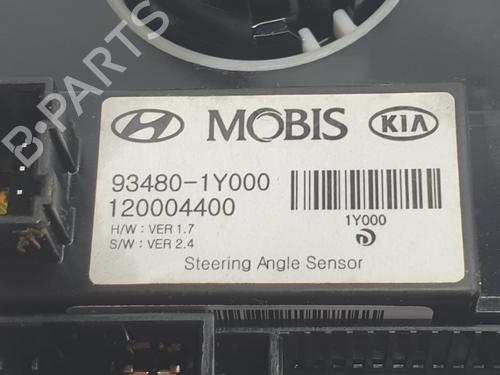 MOBIS KIA
93480-1Y000
120004400
H/W : VER 1.7
S/W : VER 2.4
1Y000
Steering Angle Sensor
B-PARTS